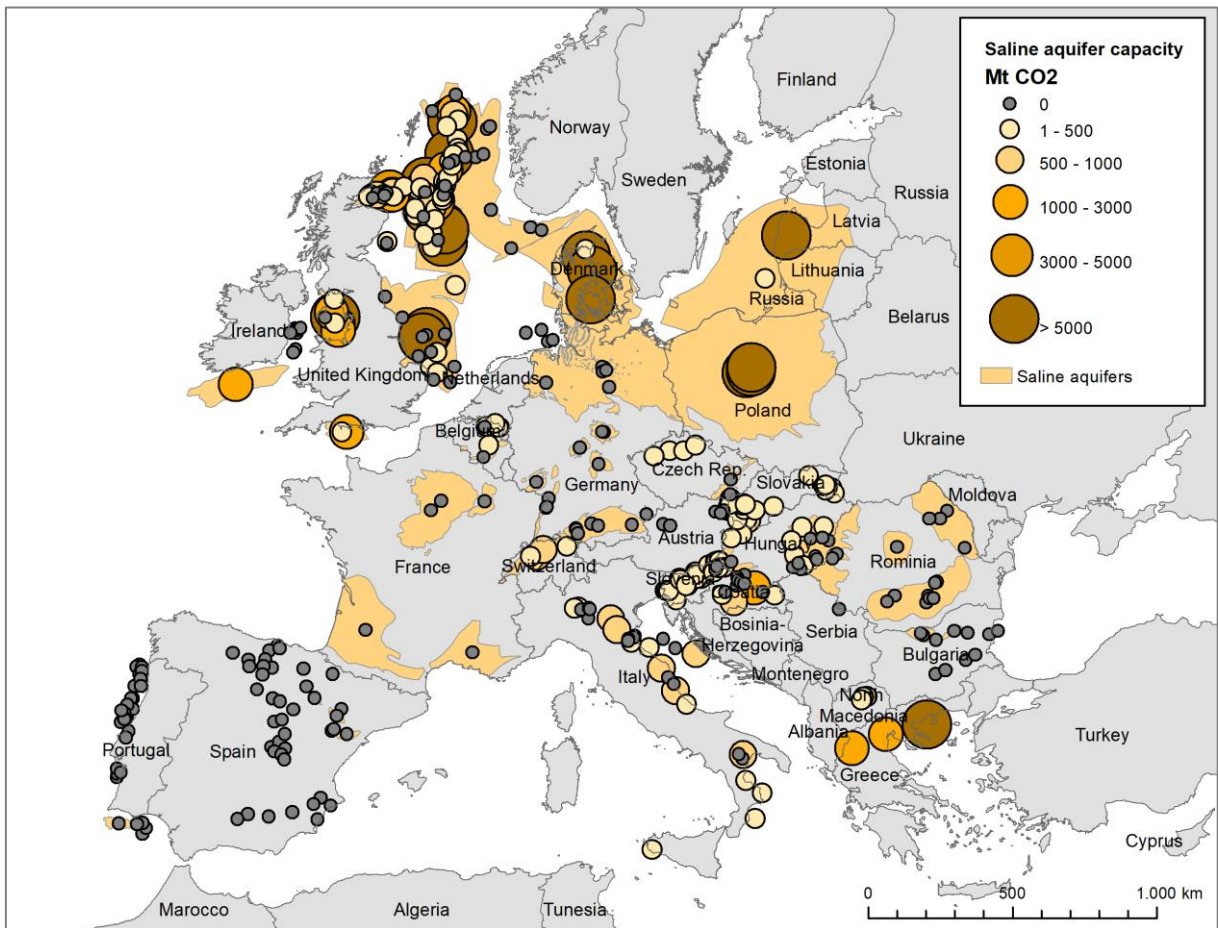 Saline aquifer capacity
Mt CO2
0
1 - 500
500 - 1000
1000 - 3000
3000 - 5000
> 5000
Saline aquifers
Finland
Norway
Estonia
Sweden
Russia
Latvia
Denmark
Lithuania
Russia
Ireland
Belarus
United Kingdom
Netherlands
Poland
Belgium
Ukraine
Czech Rep.
Germany
Slovakia
Moldova
Austria
Hungary
France
Switzerland
Rominia
Slovenia
Croatia
Bosinia-
Herzegovina
Serbia
Bulgaria
Italy
Montenegro
North
Macedonia
Albania
Portugal
Spain
Turkey
Greece
Cyprus
0
500
1.000 km
Marocco
Algeria
Tunesia